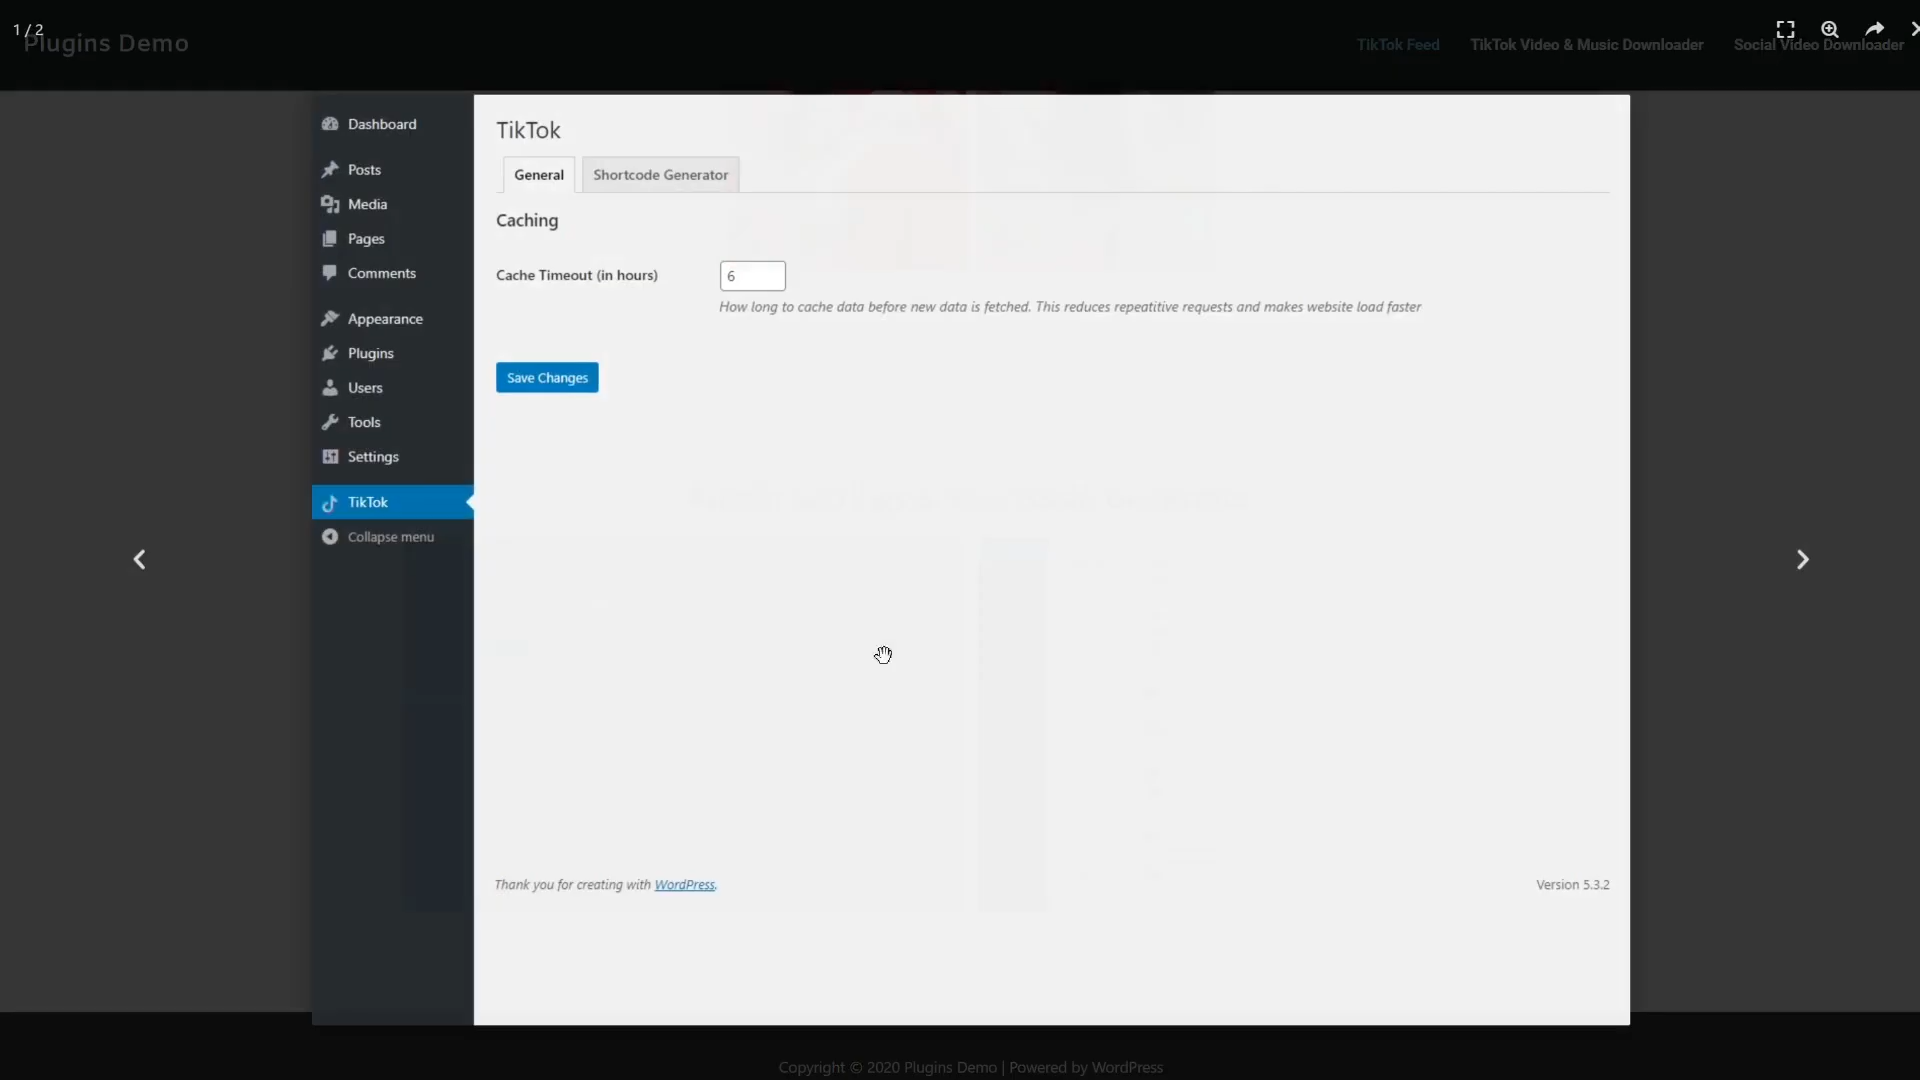 1 / 2
Plugins Demo
TikTok Feed
TikTok Video & Music Downloader
Social Video Downloader
Dashboard
Posts
Media
Pages
Comments
Appearance
Plugins
Users
Tools
Settings
TikTok
Collapse menu
TikTok
General
Shortcode Generator
Caching
Cache Timeout (in hours)
6
How long to cache data before new data is fetched. This reduces repeatitive requests and makes website load faster
Save Changes
Thank you for creating with WordPress.
Version 5.3.2
Copyright © 2020 Plugins Demo | Powered by WordPress